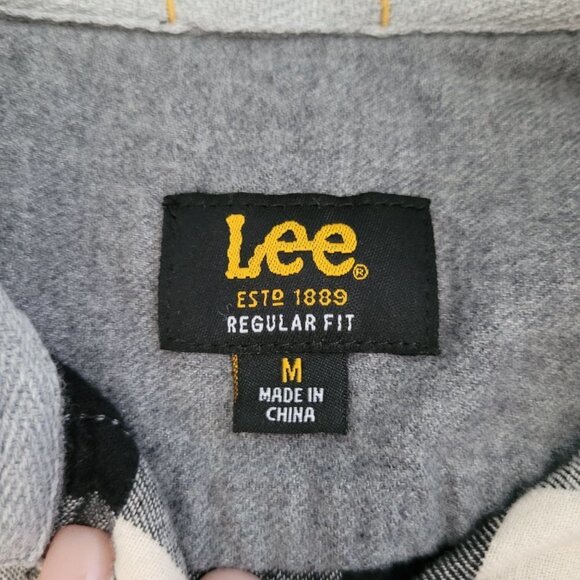 Lee®
ESTD 1889
REGULAR FIT
M
MADE IN
CHINA